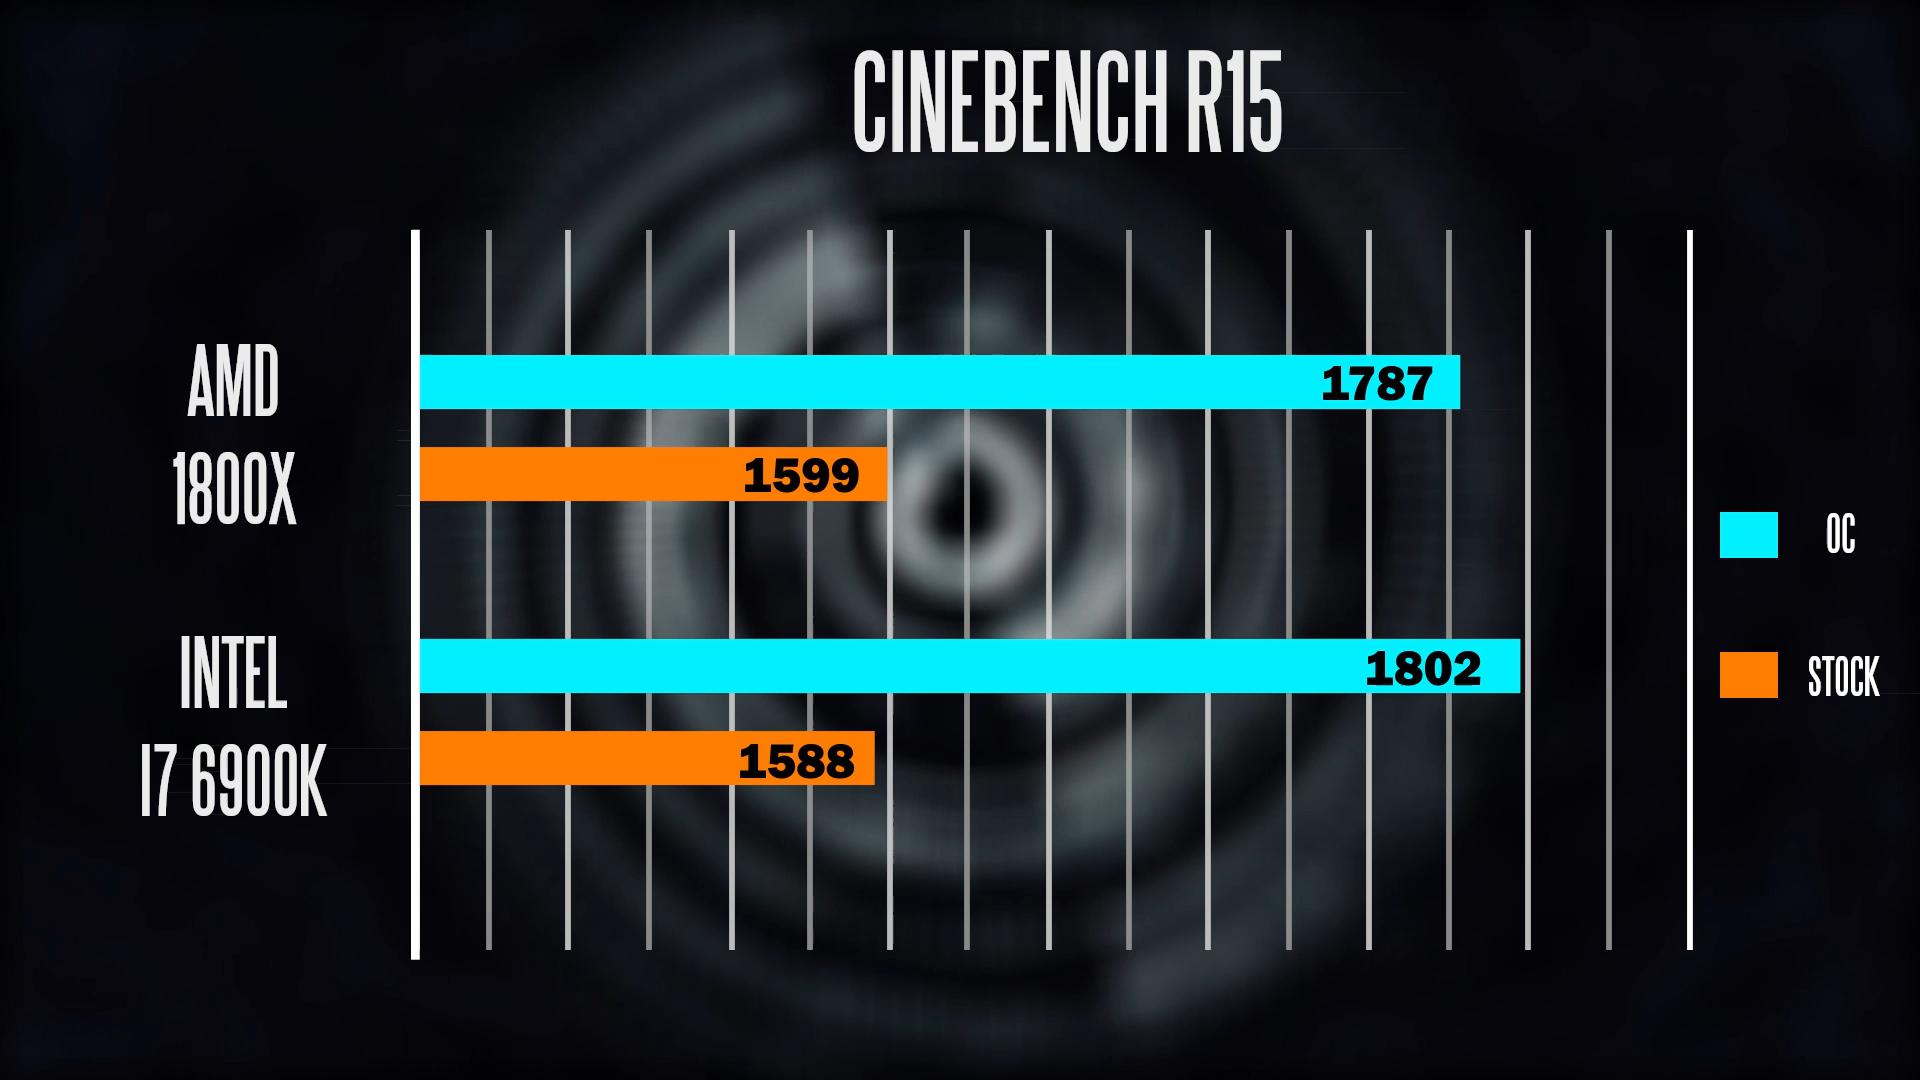 CINEBENCH R15
AMD
1800X
1787
1599
INTEL
I7 6900K
1802
1588
OC
STOCK